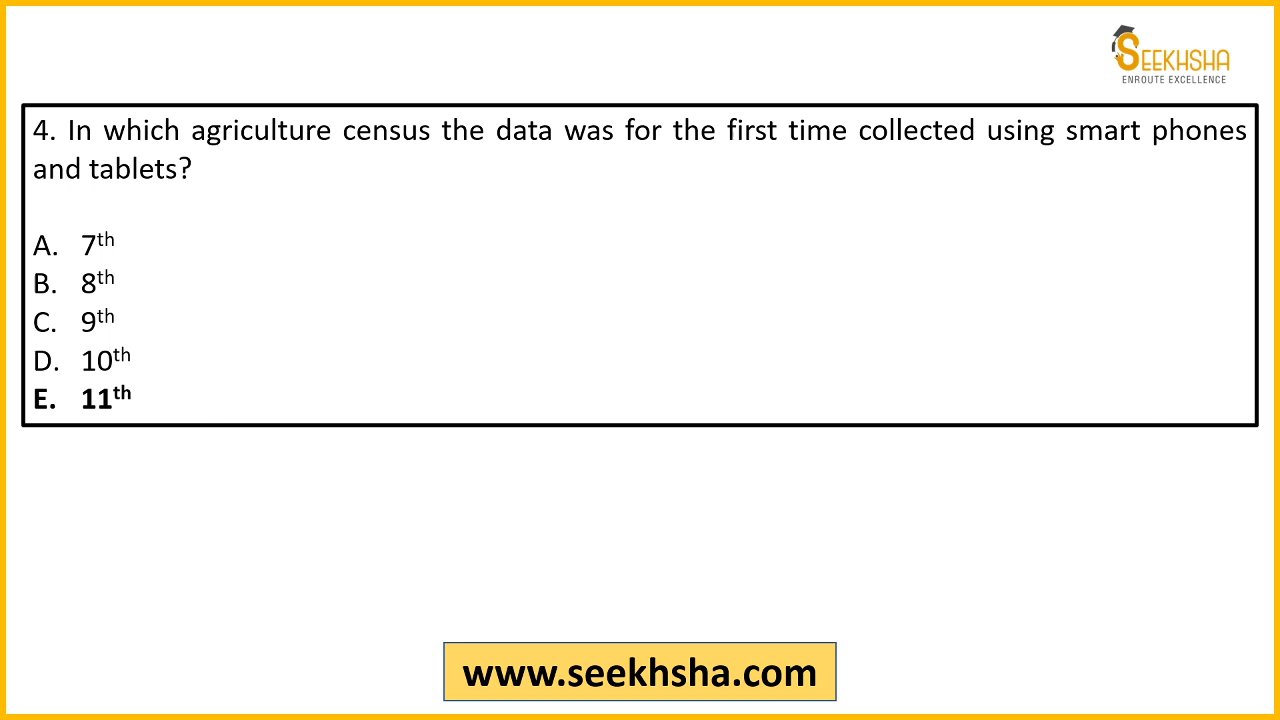 SEEKHSHA
ENROUTE EXCELLENCE
4. In which agriculture census the data was for the first time collected using smart phones
and tablets?
A. 7th
B. 8th
C. 9th
D. 10th
E. 11th
www.seekhsha.com